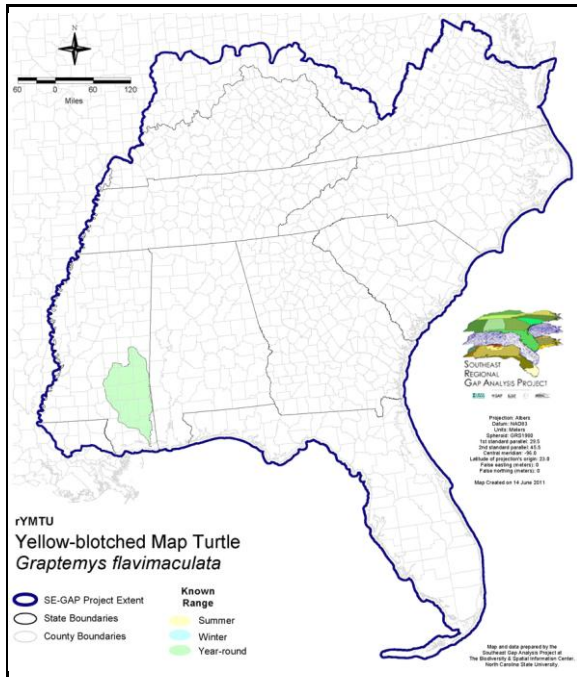 N
60 0 60 120
Miles
SOUTHEAST
REGIONAL
GAP ANALYSIS PROJECT
Projection: Albers
Datum: NAD83
Units: Meters
Spheroid: GRS1980
1st standard parallel: 29.5
2nd standard parallel: 45.5
Central meridian: -96.0
Latitude of projection's origin: 23.0
False easting (meters): 0
False northing (meters): 0
Map Created on 14 June 2011
rYMTU
Yellow-blotched Map Turtle
Graptemys flavimaculata
SE-GAP Project Extent
State Boundaries
County Boundaries
Known
Range
Summer
Winter
Year-round
Map and data prepared by the
Southeast Gap Analysis Project at
The Biodiversity & Spatial Information Center,
North Carolina State University.